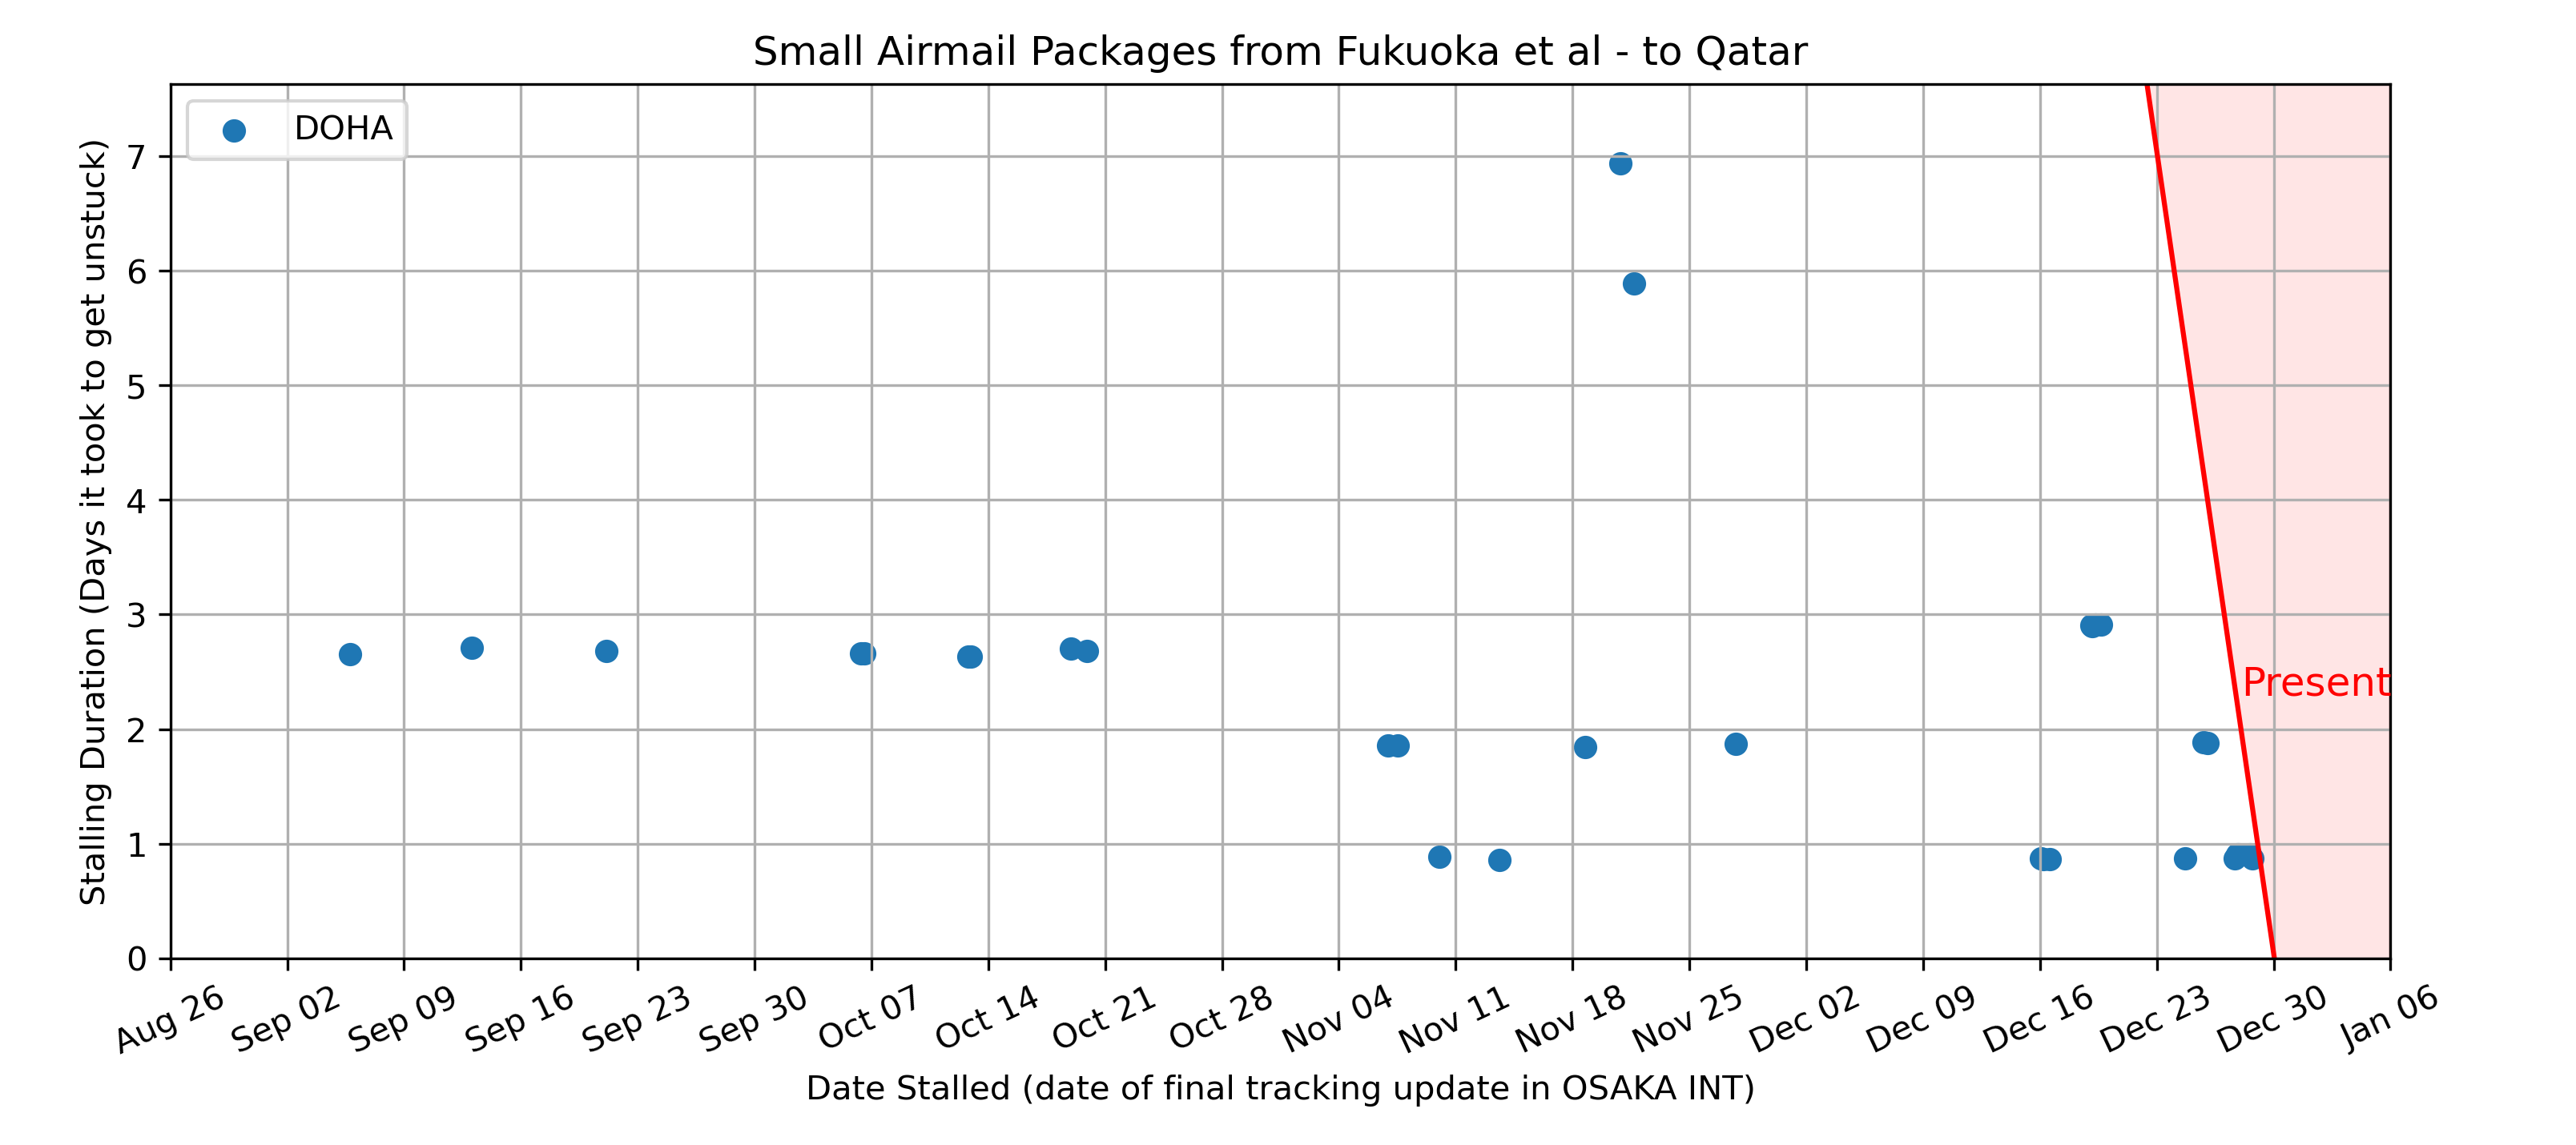 Small Airmail Packages from Fukuoka et al - to Qatar
DOHA
Stalling Duration (Days it took to get unstuck)
7
6
5
4
3
2
1
0
Present
Aug 26 Sep 02 Sep 09 Sep 16 Sep 23 Sep 30 Oct 07 Oct 14 Oct 21 Oct 28 Nov 04 Nov 11 Nov 18 Nov 25 Dec 02 Dec 09 Dec 16 Dec 23 Dec 30 Jan 06
Date Stalled (date of final tracking update in OSAKA INT)